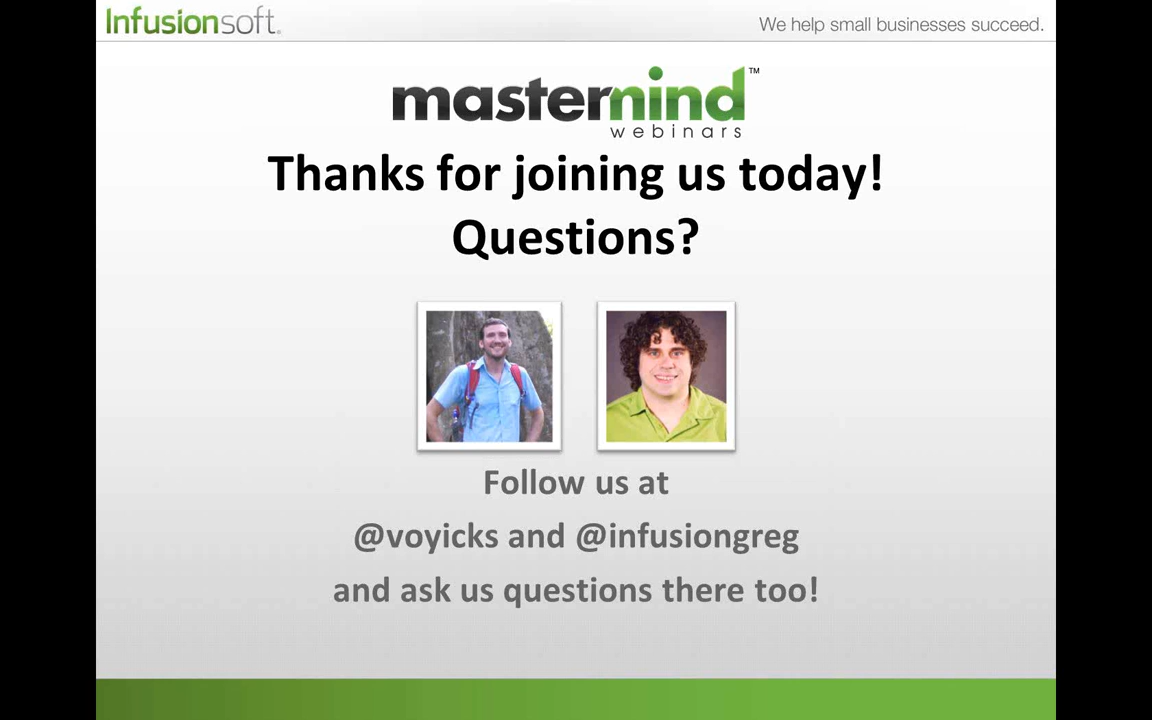 Infusionsoft.
We help small businesses succeed.
mastermind™
webinars
Thanks for joining us today!
Questions?
Follow us at
@voyicks and @infusiongreg
and ask us questions there too!